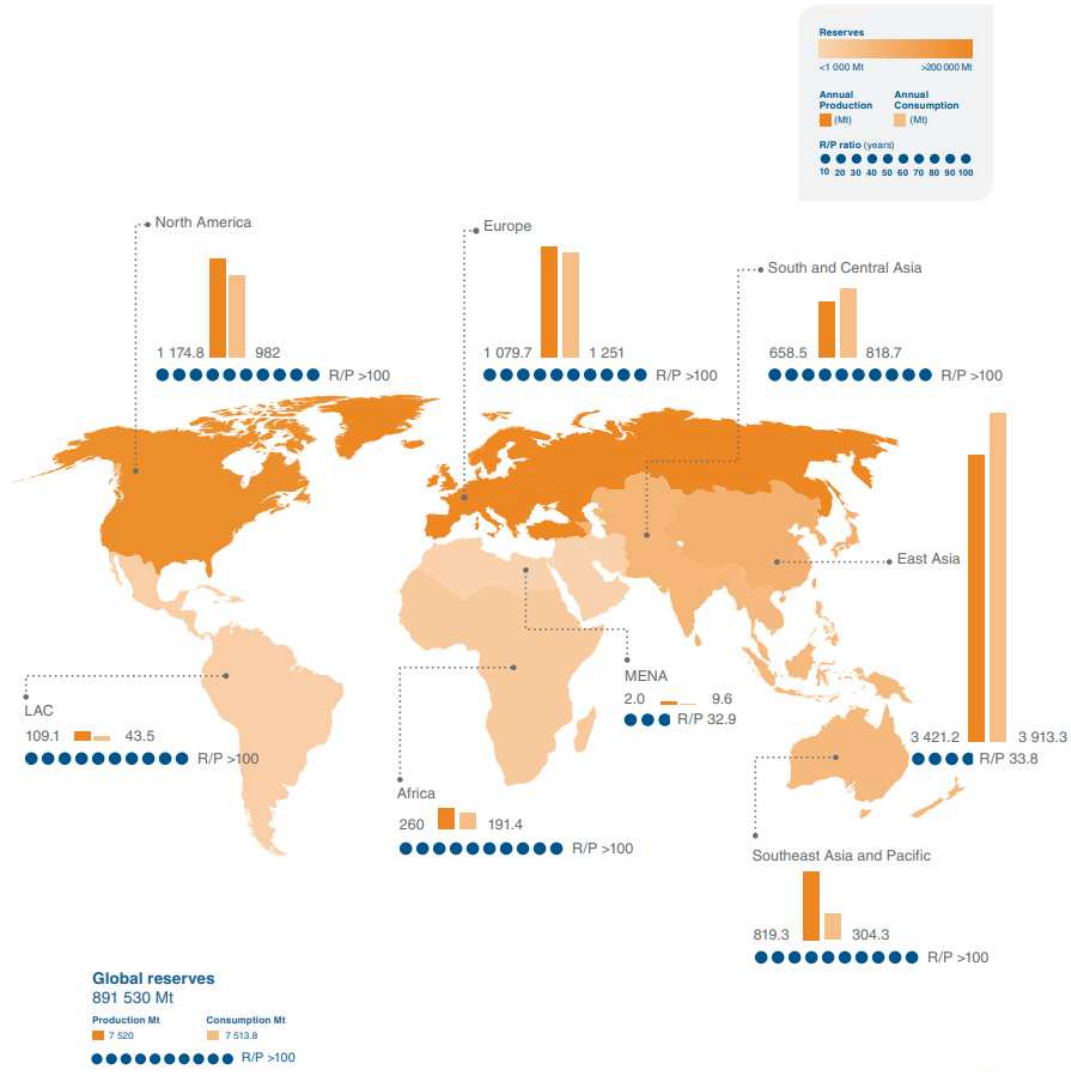 Reserves
<1 000 Mt >200 000 Mt
Annual Annual
Production Consumption
(Mt) (Mt)
R/P ratio (years)
10 20 30 40 50 60 70 80 90 100
North America
1 174.8 982
R/P >100
Europe
1 079.7 1 251
R/P >100
South and Central Asia
658.5 818.7
R/P >100
East Asia
3 421.2 3 913.3
R/P 33.8
MENA
2.0 9.6
R/P 32.9
LAC
109.1 43.5
R/P >100
Africa
260 191.4
R/P >100
Southeast Asia and Pacific
819.3 304.3
R/P >100
Global reserves
891 530 Mt
Production Mt Consumption Mt
7 520 7 513.8
R/P >100